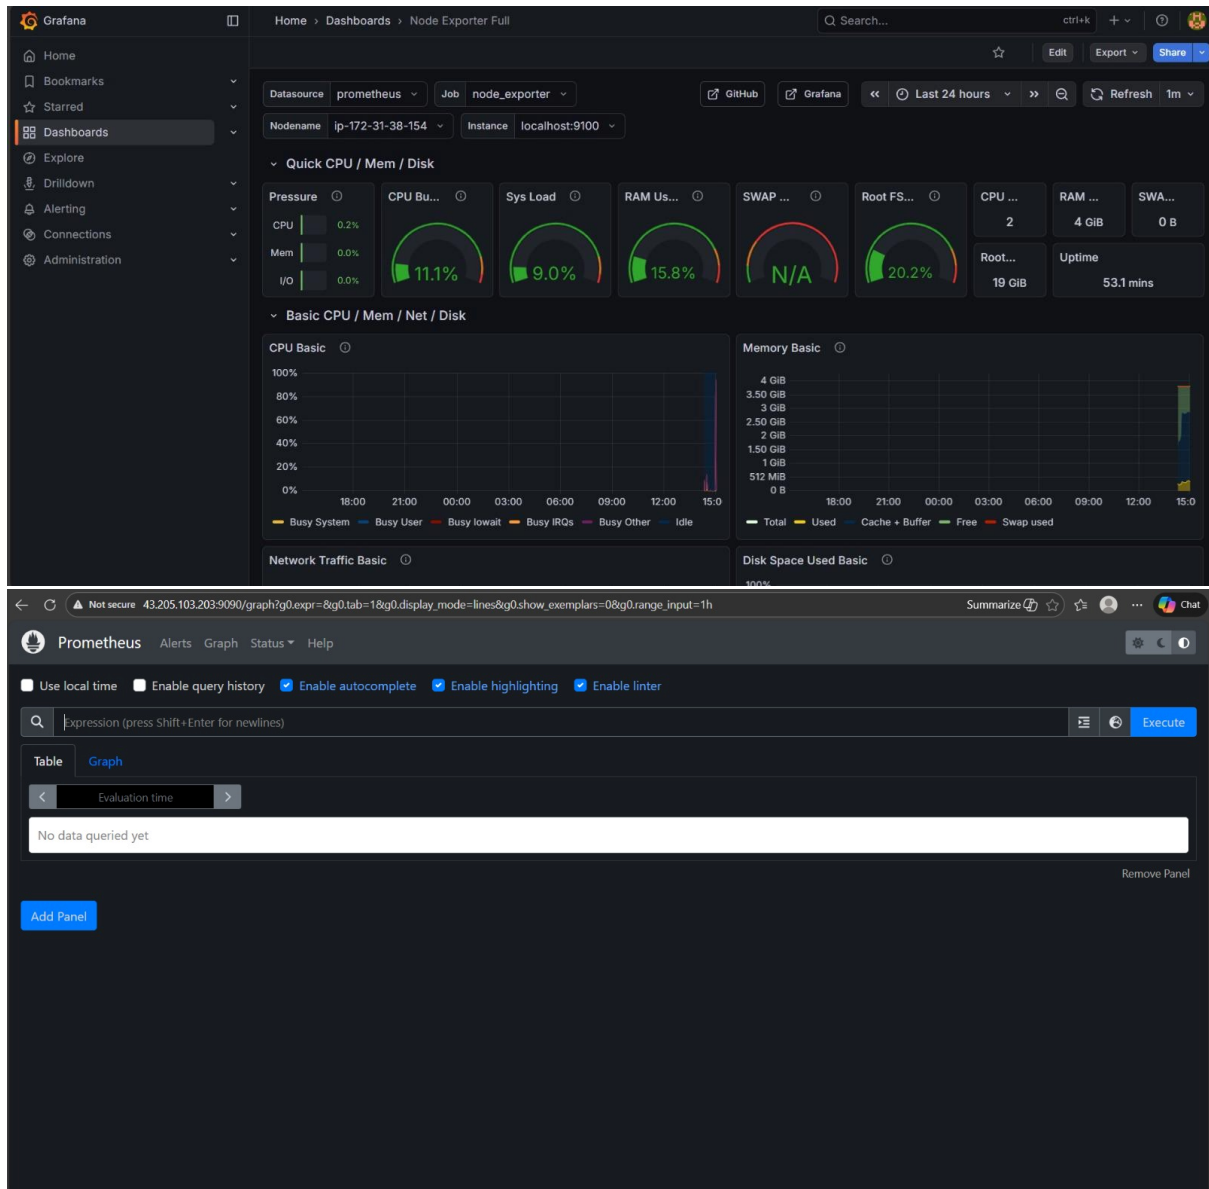 Grafana
Home › Dashboards › Node Exporter Full
Search...
ctrl+k
Home
Bookmarks
Starred
Dashboards
Explore
Drilldown
Alerting
Connections
Administration
Edit
Export
Share
Datasource prometheus
Job node_exporter
GitHub
Grafana
Last 24 hours
Refresh 1m
Nodename ip-172-31-38-154
Instance localhost:9100
Quick CPU / Mem / Disk
Pressure
CPU 0.2%
Mem 0.0%
I/O 0.0%
CPU Bu...
11.1%
Sys Load
9.0%
RAM Us...
15.8%
SWAP ...
N/A
Root FS...
20.2%
CPU ...
2
RAM ...
4 GiB
SWA...
0 B
Root...
19 GiB
Uptime
53.1 mins
Basic CPU / Mem / Net / Disk
CPU Basic
100%
80%
60%
40%
20%
0%
18:00 21:00 00:00 03:00 06:00 09:00 12:00 15:0
Busy System Busy User Busy Iowait Busy IRQs Busy Other Idle
Memory Basic
4 GiB
3.50 GiB
3 GiB
2.50 GiB
2 GiB
1.50 GiB
1 GiB
512 MiB
0 B
18:00 21:00 00:00 03:00 06:00 09:00 12:00 15:0
Total Used Cache + Buffer Free Swap used
Network Traffic Basic
Disk Space Used Basic
100%
Not secure 43.205.103.203:9090/graph?g0.expr=&g0.tab=1&g0.display_mode=lines&g0.show_exemplars=0&g0.range_input=1h
Summarize
Chat
Prometheus Alerts Graph Status Help
Use local time Enable query history Enable autocomplete Enable highlighting Enable linter
Expression (press Shift+Enter for newlines)
Execute
Table Graph
Evaluation time
No data queried yet
Remove Panel
Add Panel